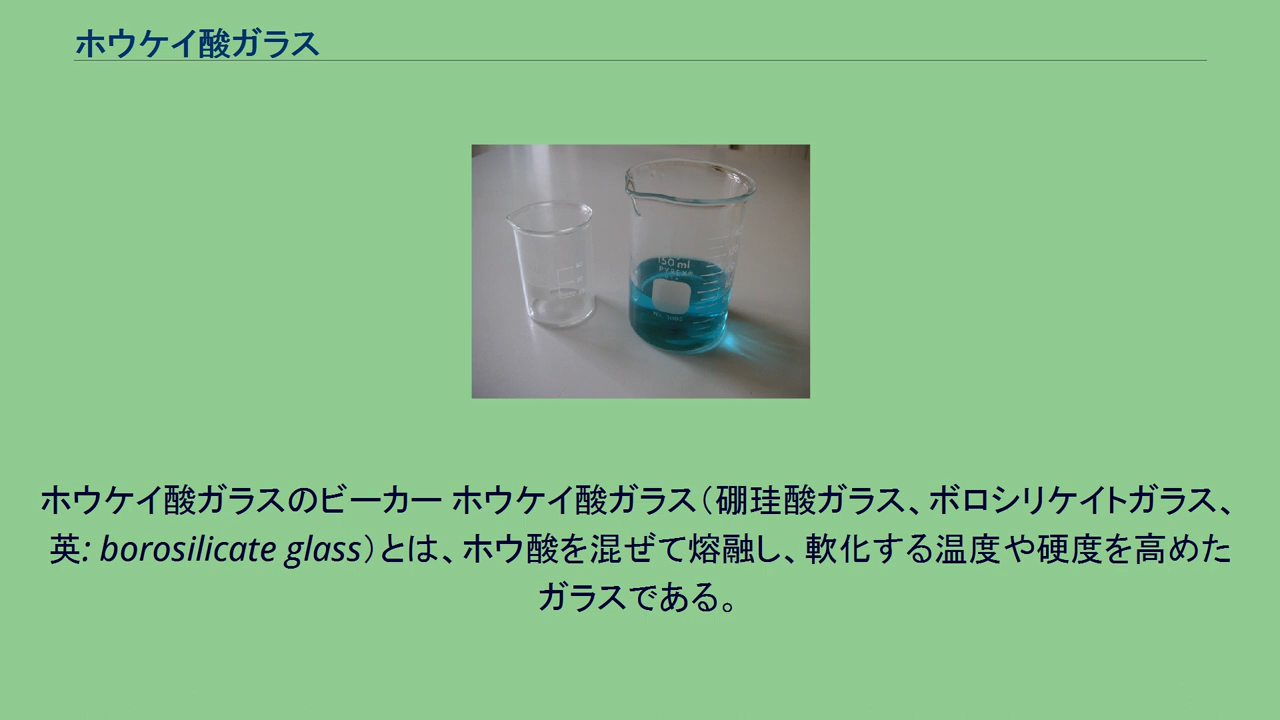 ホウケイ酸ガラス
150 ml
PYREX®
ホウケイ酸ガラスのビーカー ホウケイ酸ガラス（硼珪酸ガラス、ボロシリケイトガラス、
英: borosilicate glass）とは、ホウ酸を混ぜて熔融し、軟化する温度や硬度を高めた
ガラスである。